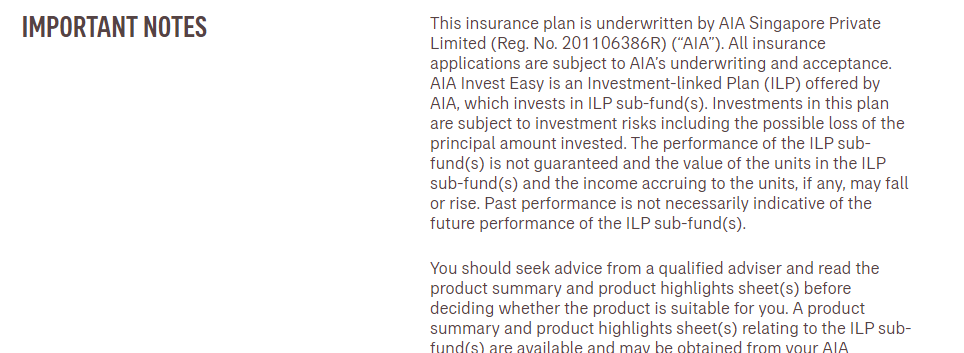 IMPORTANT NOTES
This insurance plan is underwritten by AIA Singapore Private
Limited (Reg. No. 201106386R) (“AIA”). All insurance
applications are subject to AIA’s underwriting and acceptance.
AIA Invest Easy is an Investment-linked Plan (ILP) offered by
AIA, which invests in ILP sub-fund(s). Investments in this plan
are subject to investment risks including the possible loss of the
principal amount invested. The performance of the ILP sub-
fund(s) is not guaranteed and the value of the units in the ILP
sub-fund(s) and the income accruing to the units, if any, may fall
or rise. Past performance is not necessarily indicative of the
future performance of the ILP sub-fund(s).
You should seek advice from a qualified adviser and read the
product summary and product highlights sheet(s) before
deciding whether the product is suitable for you. A product
summary and product highlights sheet(s) relating to the ILP sub-
fund(s) are available and may be obtained from your AIA